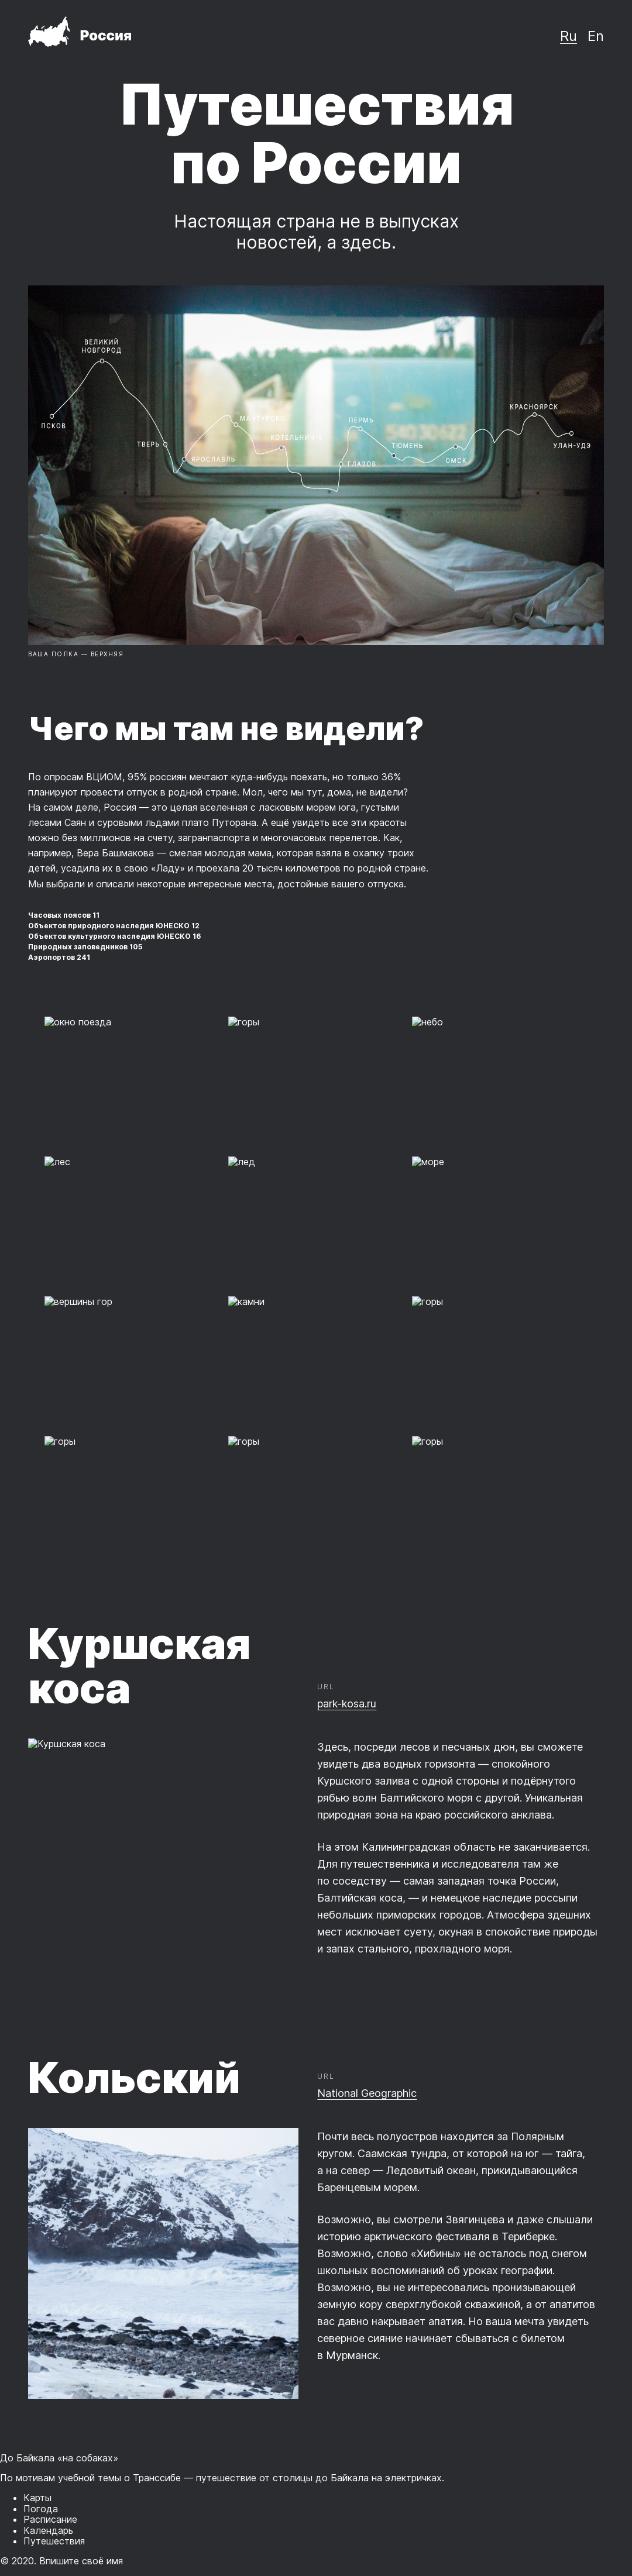 Россия
Ru En
Путешествия
по России
Настоящая страна не в выпусках
новостей, а здесь.
ВЕЛИКИЙ
НОВГОРОД
ПСКОВ
ТВЕРЬ
ЯРОСЛАВЛЬ
МАНТУРОВО
КОТЕЛЬНИЧ
ГЛАЗОВ
ПЕРМЬ
ТЮМЕНЬ
ОМСК
КРАСНОЯРСК
УЛАН-УДЭ
ВАША ПОЛКА — ВЕРХНЯЯ
Чего мы там не видели?
По опросам ВЦИОМ, 95% россиян мечтают куда-нибудь поехать, но только 36%
планируют провести отпуск в родной стране. Мол, чего мы тут, дома, не видели?
На самом деле, Россия — это целая вселенная с ласковым морем юга, густыми
лесами Саян и суровыми льдами плато Путорана. А ещё увидеть все эти красоты
можно без миллионов на счету, загранпаспорта и многочасовых перелетов. Как,
например, Вера Башмакова — смелая молодая мама, которая взяла в охапку троих
детей, усадила их в свою «Ладу» и проехала 20 тысяч километров по родной стране.
Мы выбрали и описали некоторые интересные места, достойные вашего отпуска.
Часовых поясов 11
Объектов природного наследия ЮНЕСКО 12
Объектов культурного наследия ЮНЕСКО 16
Природных заповедников 105
Аэропортов 241
окно поезда
горы
небо
лес
лед
море
вершины гор
камни
горы
горы
горы
горы
Куршская
коса
URL
park-kosa.ru
Куршская коса
Здесь, посреди лесов и песчаных дюн, вы сможете
увидеть два водных горизонта — спокойного
Куршского залива с одной стороны и подёрнутого
рябью волн Балтийского моря с другой. Уникальная
природная зона на краю российского анклава.
На этом Калининградская область не заканчивается.
Для путешественника и исследователя там же
по соседству — самая западная точка России,
Балтийская коса, — и немецкое наследие россыпи
небольших приморских городов. Атмосфера здешних
мест исключает суету, окуная в спокойствие природы
и запах стального, прохладного моря.
Кольский
URL
National Geographic
Почти весь полуостров находится за Полярным
кругом. Саамская тундра, от которой на юг — тайга,
а на север — Ледовитый океан, прикидывающийся
Баренцевым морем.
Возможно, вы смотрели Звягинцева и даже слышали
историю арктического фестиваля в Териберке.
Возможно, слово «Хибины» не осталось под снегом
школьных воспоминаний об уроках географии.
Возможно, вы не интересовались пронизывающей
земную кору сверхглубокой скважиной, а от апатитов
вас давно накрывает апатия. Но ваша мечта увидеть
северное сияние начинает сбываться с билетом
в Мурманск.
До Байкала «на собаках»
По мотивам учебной темы о Транссибе — путешествие от столицы до Байкала на электричках.
Карты
Погода
Расписание
Календарь
Путешествия
© 2020. Впишите своё имя